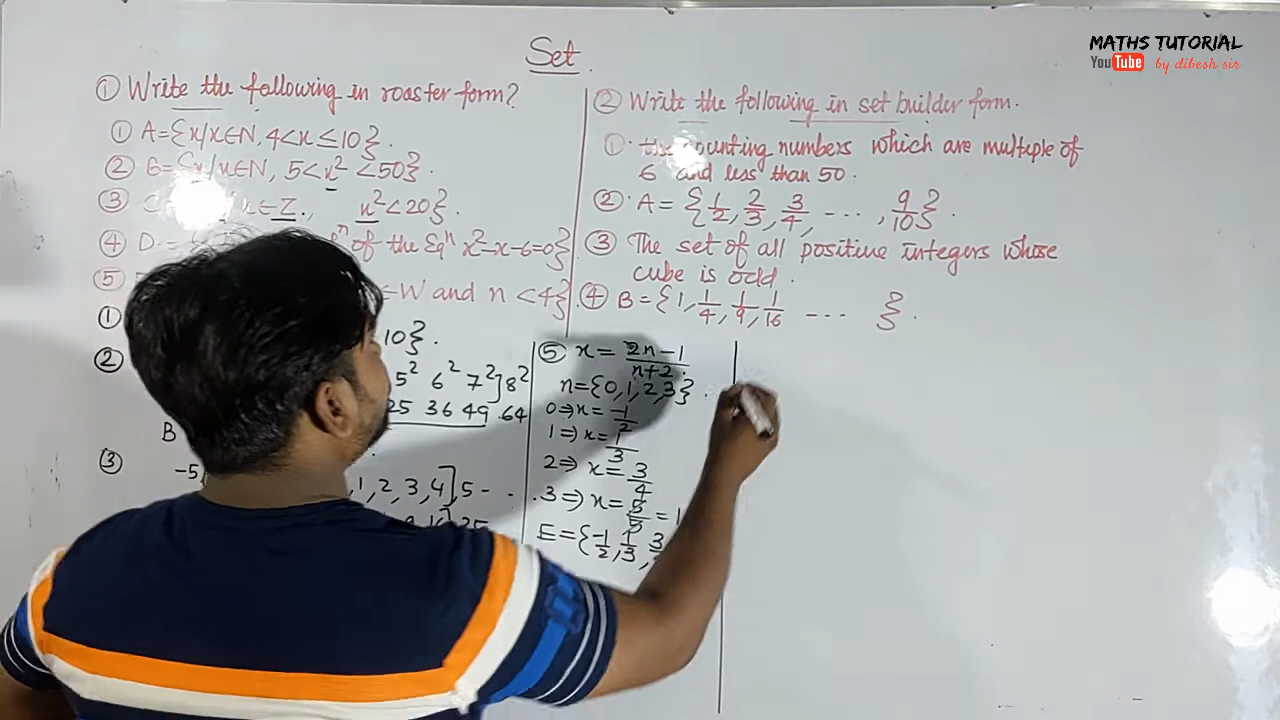 Set
MATHS TUTORIAL
YouTube by dibesh sir
① Write the following in roaster form?
① A={x/x∈N, 4<x≤10}.
② B={x/x∈N, 5<x² <50}.
③ C ∈Z, x²<20}.
④ D = of the Eqⁿ x²-x-6=0}
⑤ ∈W and n<4}.
② Write the following in set builder form.
① the counting numbers which are multiple of
6 and less than 50.
② A = {1/2, 2/3, 3/4, ---, 9/10}.
③ The set of all positive integers whose
cube is odd.
④ B={1, 1/4, 1/9, 1/16 --- }.
① 10}.
② 5² 6² 7²] 8²
25 36 49 .64
B
③ -5, 1, 2, 3, 4], 5 - - .
⑤ x = 2n-1/n+2.
n={0,1,2,3}.
0⇒x= -1/2
1⇒x= 1/3
2⇒ x= 3/4
3⇒ x= 5/5 = 1
E={-1/2, 1/3, 3